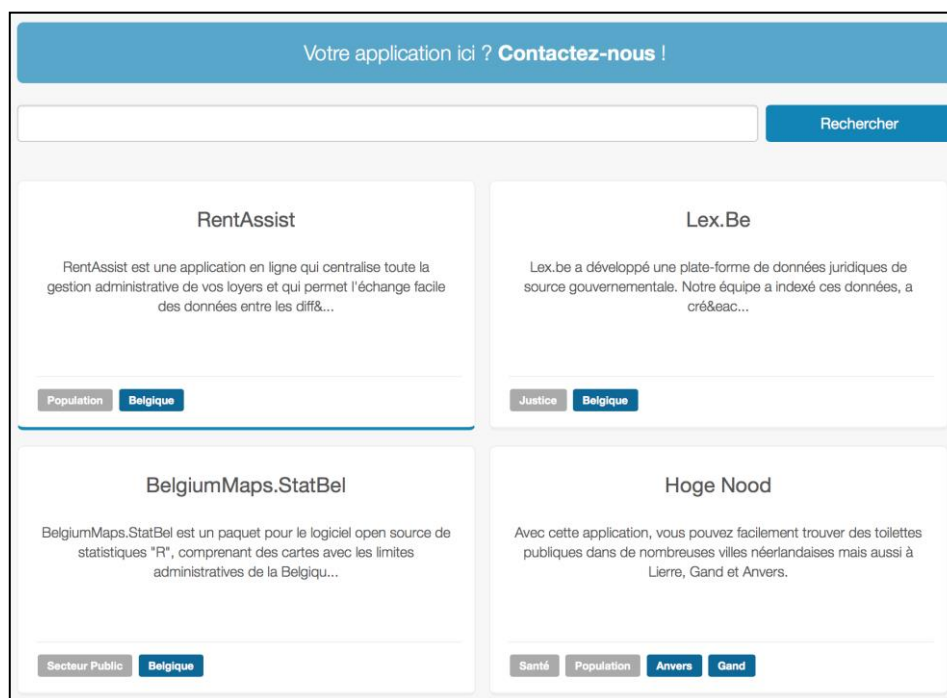 Votre application ici ? Contactez-nous !
Rechercher
RentAssist
RentAssist est une application en ligne qui centralise toute la
gestion administrative de vos loyers et qui permet l'échange facile
des données entre les diff&...
Population Belgique
Lex.Be
Lex.be a développé une plate-forme de données juridiques de
source gouvernementale. Notre équipe a indexé ces données, a
cré&eac...
Justice Belgique
BelgiumMaps.StatBel
BelgiumMaps.StatBel est un paquet pour le logiciel open source de
statistiques "R", comprenant des cartes avec les limites
administratives de la Belgiqu...
Secteur Public Belgique
Hoge Nood
Avec cette application, vous pouvez facilement trouver des toilettes
publiques dans de nombreuses villes néerlandaises mais aussi à
Lierre, Gand et Anvers.
Santé Population Anvers Gand